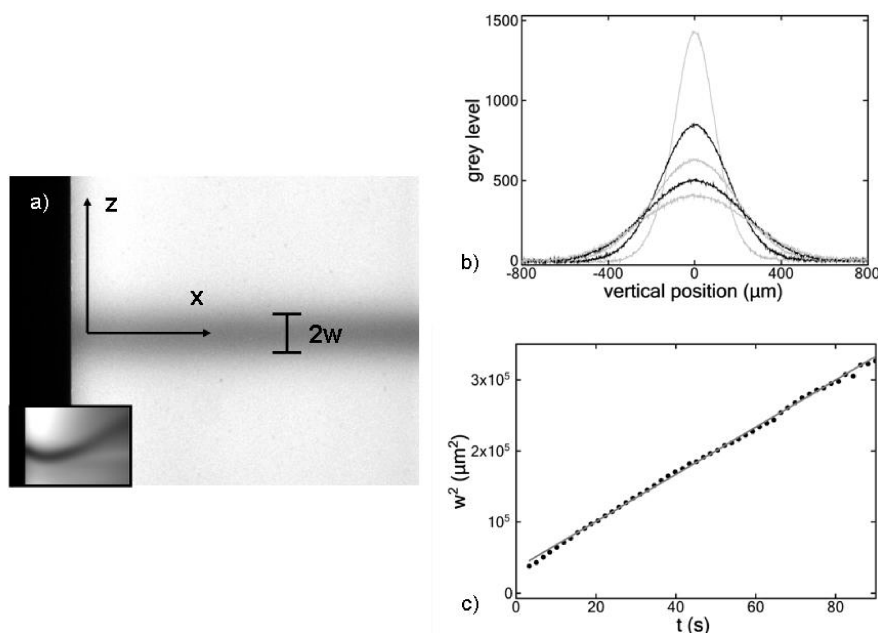 a)
z
x
2w
1500
1000
500
0
grey level
-800
-400
0
400
800
vertical position (µm)
b)
3x10⁵
2x10⁵
10⁵
0
w² (µm²)
0
20
40
60
80
t (s)
c)